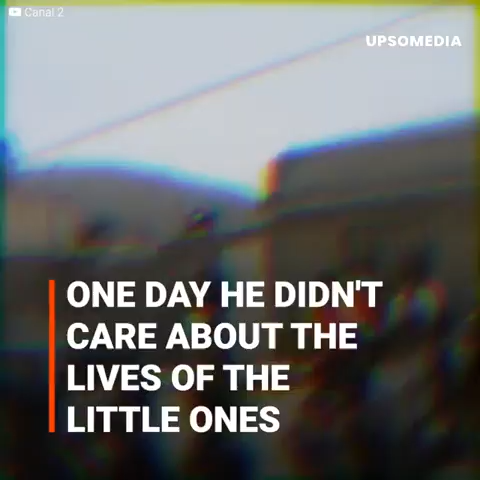 Canal 2
UPSOMEDIA
ONE DAY HE DIDN'T
CARE ABOUT THE
LIVES OF THE
LITTLE ONES